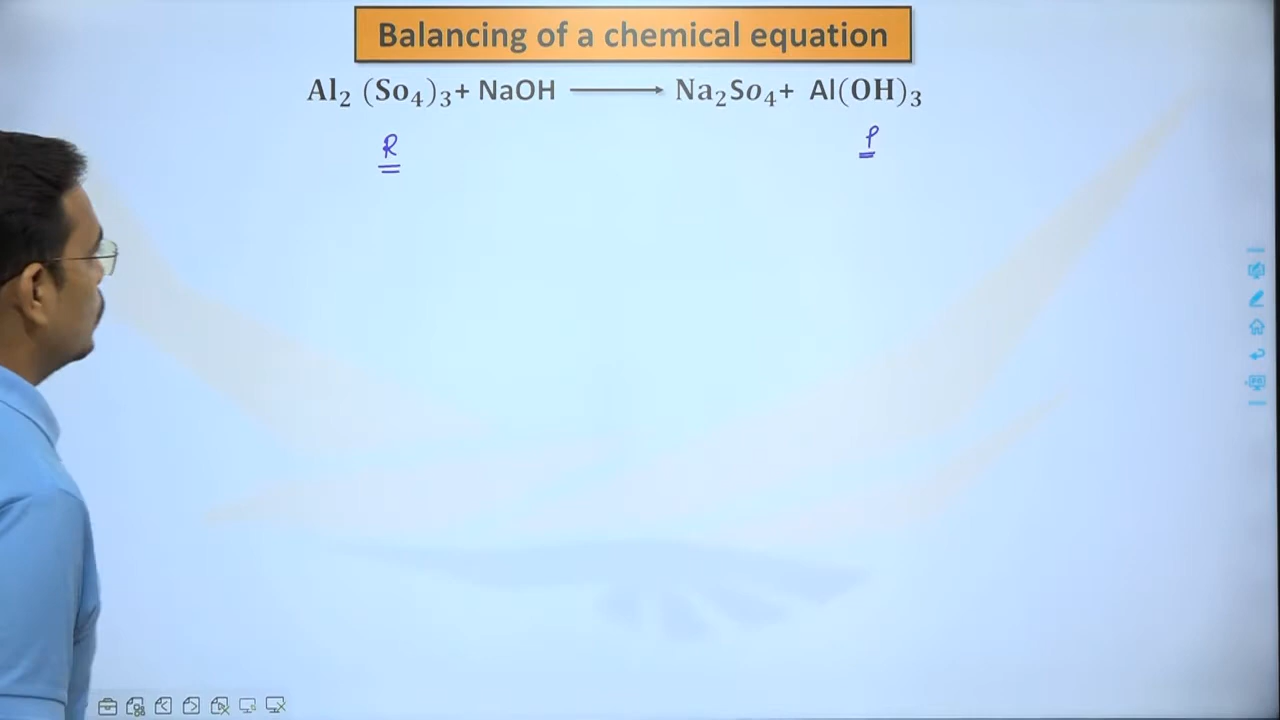 Balancing of a chemical equation
Al₂ (So₄)₃+ NaOH ⟶ Na₂So₄+ Al(OH)₃
R P